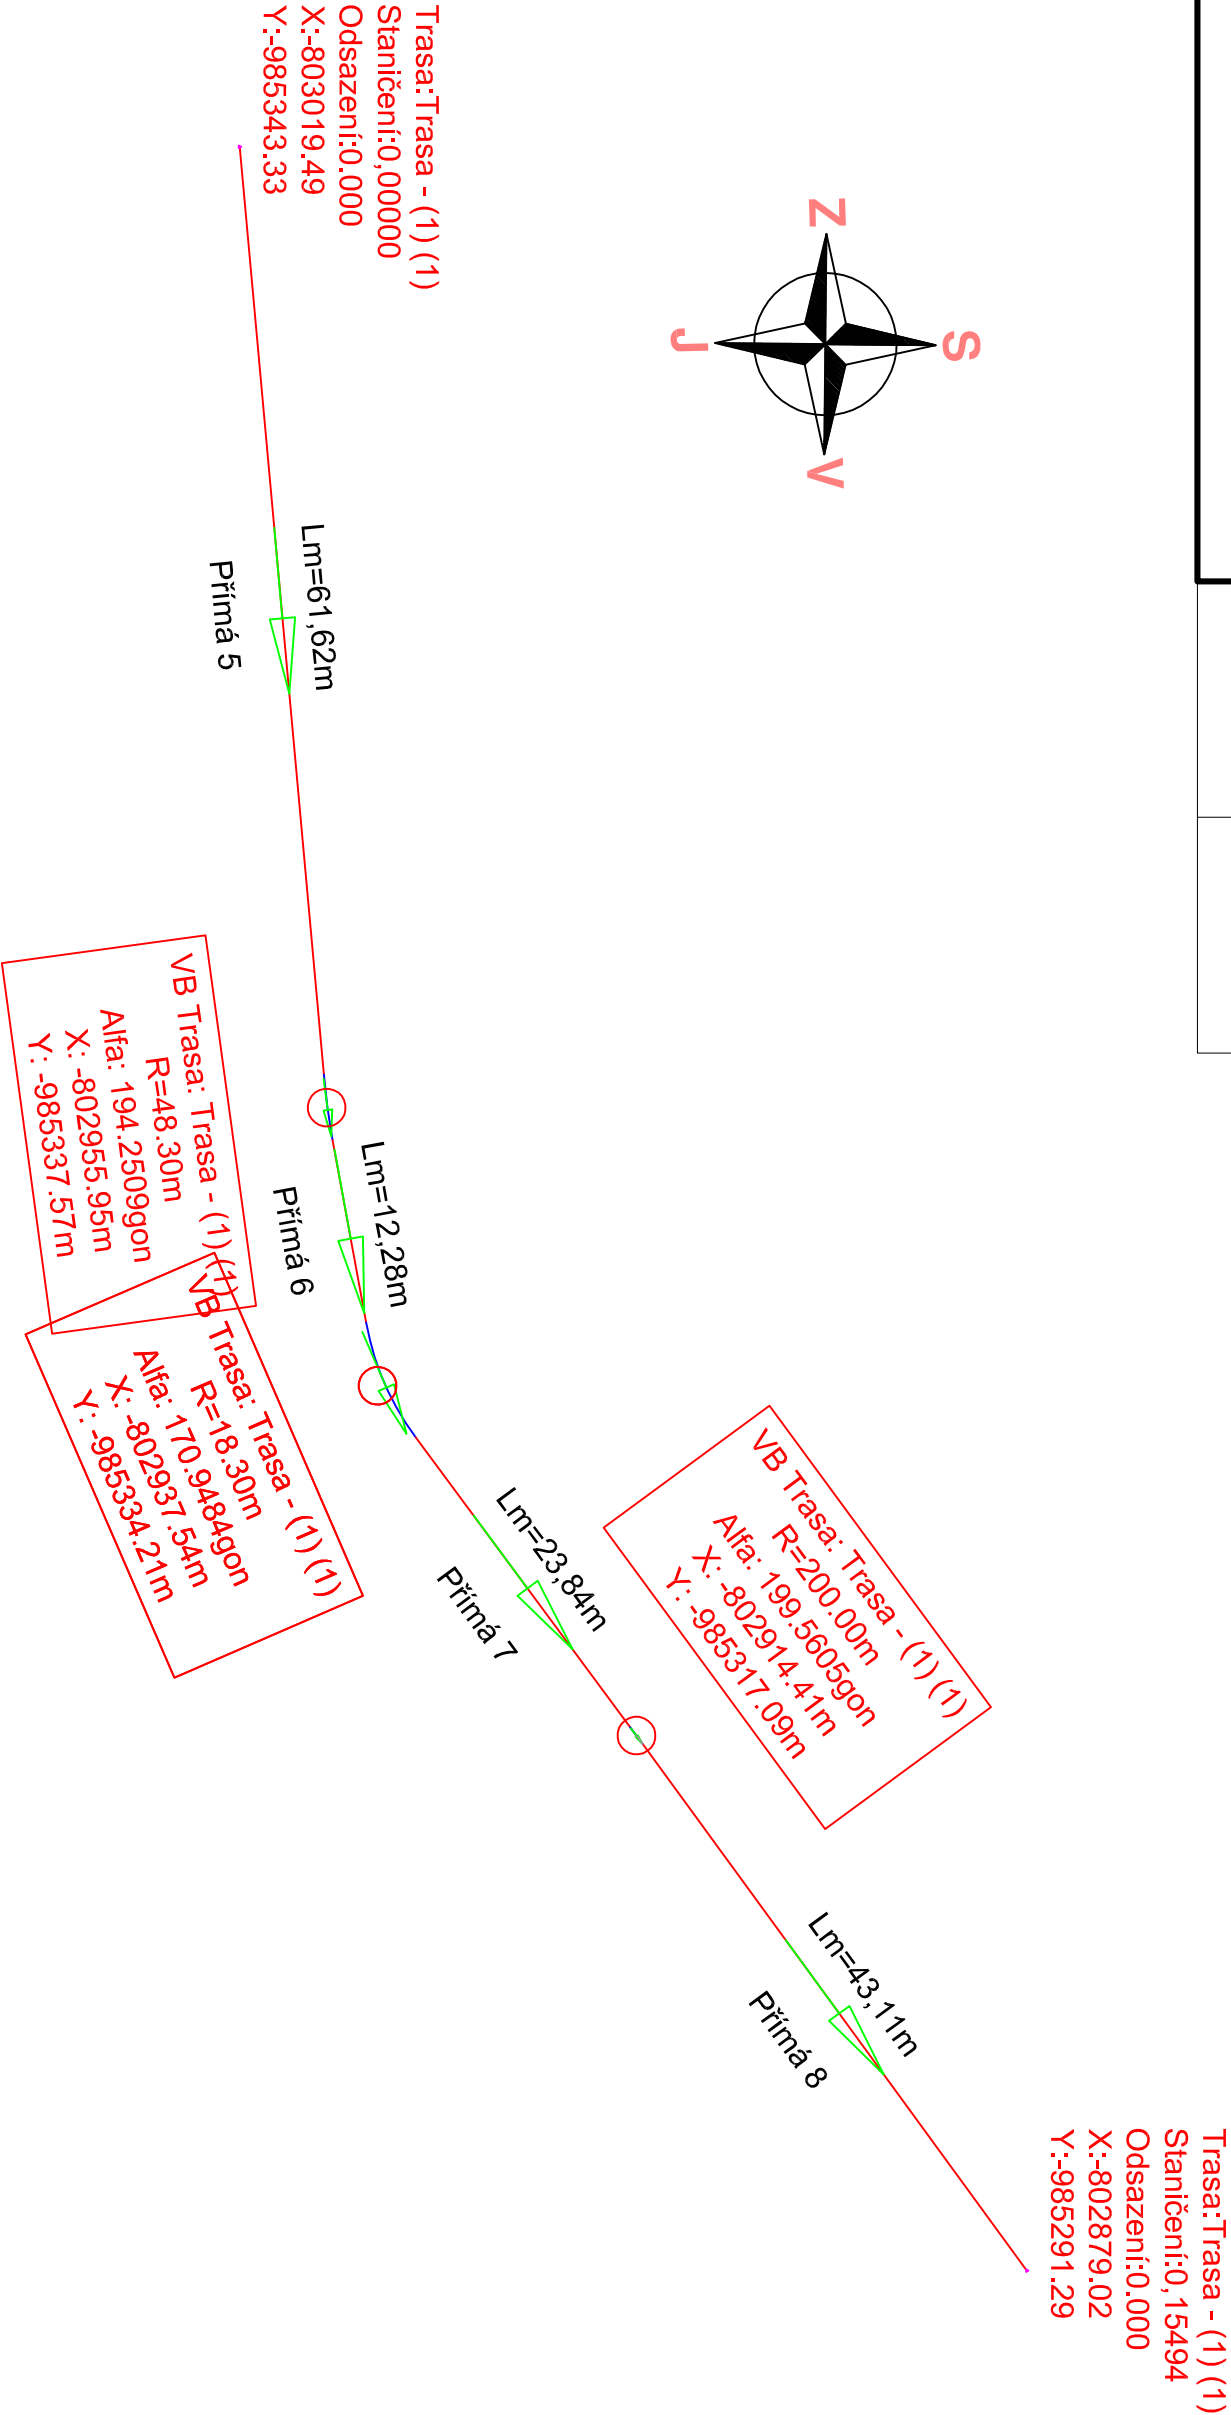 Trasa:Trasa - (1) (1)
Staničení:0,00000
Odsazení:0.000
X:-803019.49
Y:-985343.33
Z
S
J
V
Lm=61,62m
Přímá 5
VB Trasa: Trasa - (1) (1)
R=48.30m
Alfa: 194.2509gon
X: -802955.95m
Y: -985337.57m
Lm=12,28m
Přímá 6
VB Trasa: Trasa - (1) (1)
R=18.30m
Alfa: 170.9484gon
X: -802937.54m
Y: -985334.21m
Lm=23,84m
Přímá 7
VB Trasa: Trasa - (1) (1)
R=200.00m
Alfa: 199.5605gon
X: -802914.41m
Y: -985317.09m
Lm=43,11m
Přímá 8
Trasa:Trasa - (1) (1)
Staničení:0,15494
Odsazení:0.000
X:-802879.02
Y:-985291.29